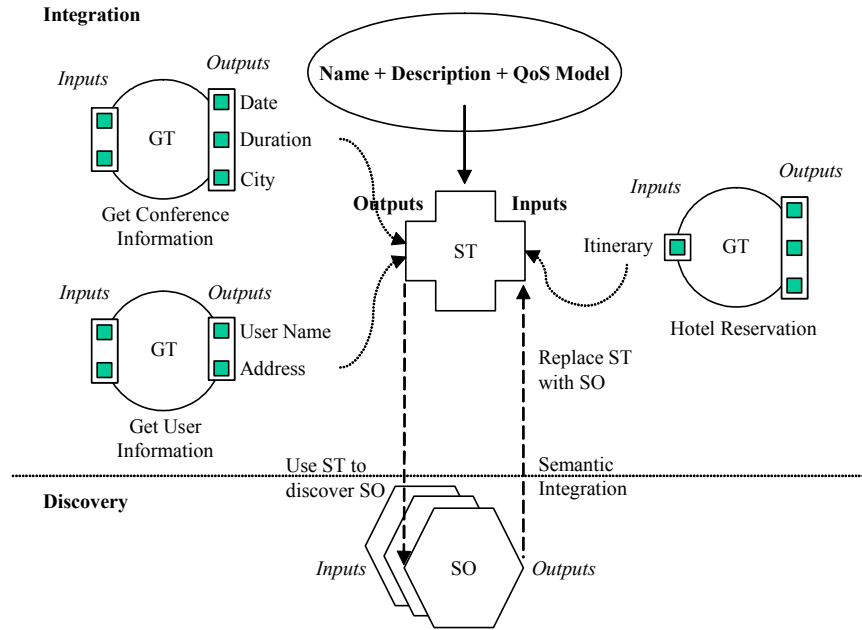 Integration
Name + Description + QoS Model
Inputs
Outputs
GT
Date
Duration
City
Get Conference
Information
Outputs
Inputs
ST
Inputs
Outputs
Itinerary
GT
Hotel Reservation
Inputs
Outputs
GT
User Name
Address
Get User
Information
Replace ST
with SO
Use ST to
discover SO
Semantic
Integration
Discovery
Inputs
SO
Outputs